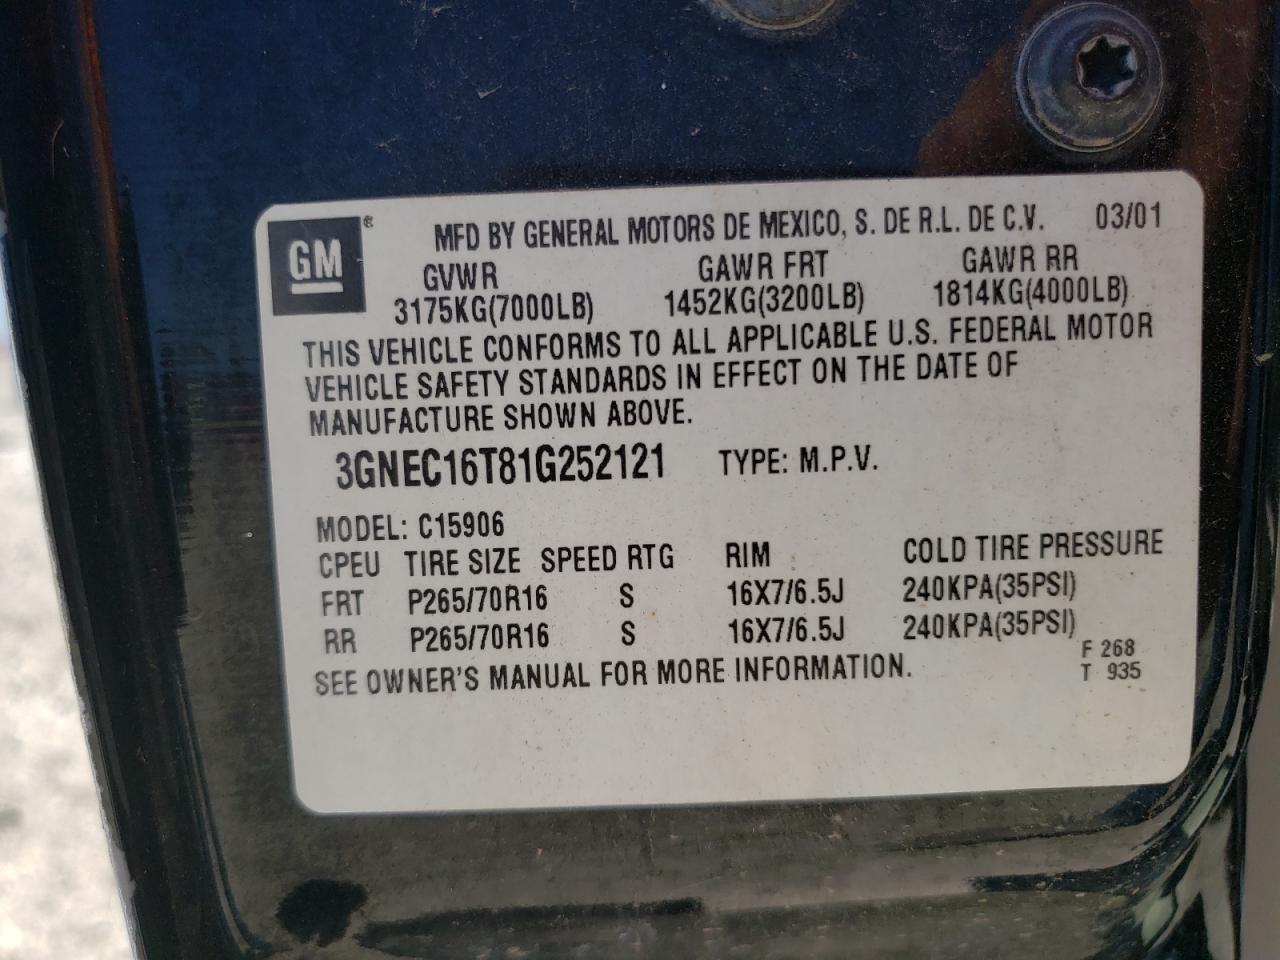 GM®
MFD BY GENERAL MOTORS DE MEXICO, S. DE R.L. DE C.V. 03/01
GVWR GAWR FRT GAWR RR
3175KG(7000LB) 1452KG(3200LB) 1814KG(4000LB)
THIS VEHICLE CONFORMS TO ALL APPLICABLE U.S. FEDERAL MOTOR
VEHICLE SAFETY STANDARDS IN EFFECT ON THE DATE OF
MANUFACTURE SHOWN ABOVE.
3GNEC16T81G252121 TYPE: M.P.V.
MODEL: C15906
CPEU TIRE SIZE SPEED RTG RIM COLD TIRE PRESSURE
FRT P265/70R16 S 16X7/6.5J 240KPA(35PSI)
RR P265/70R16 S 16X7/6.5J 240KPA(35PSI)
SEE OWNER'S MANUAL FOR MORE INFORMATION. F 268
T 935